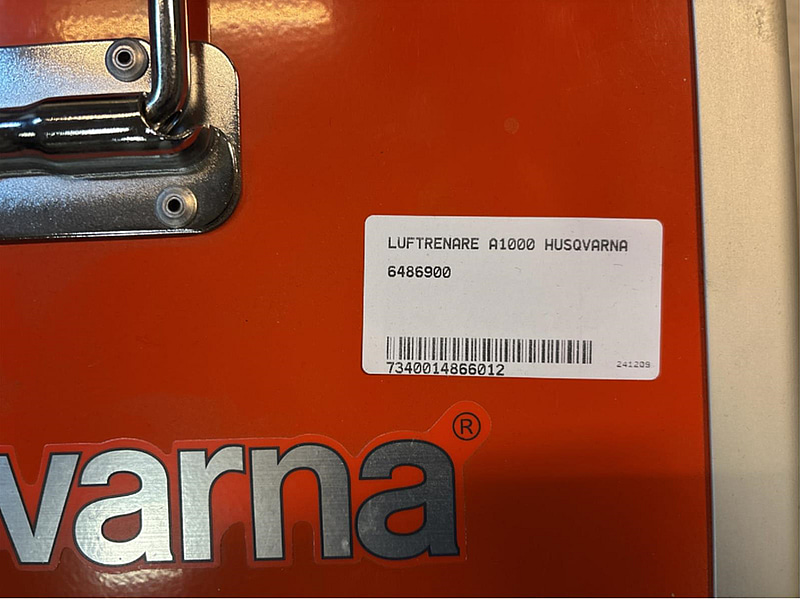 LUFTRENARE A1000 HUSQVARNA
6486900
7340014866012
241209
varna®